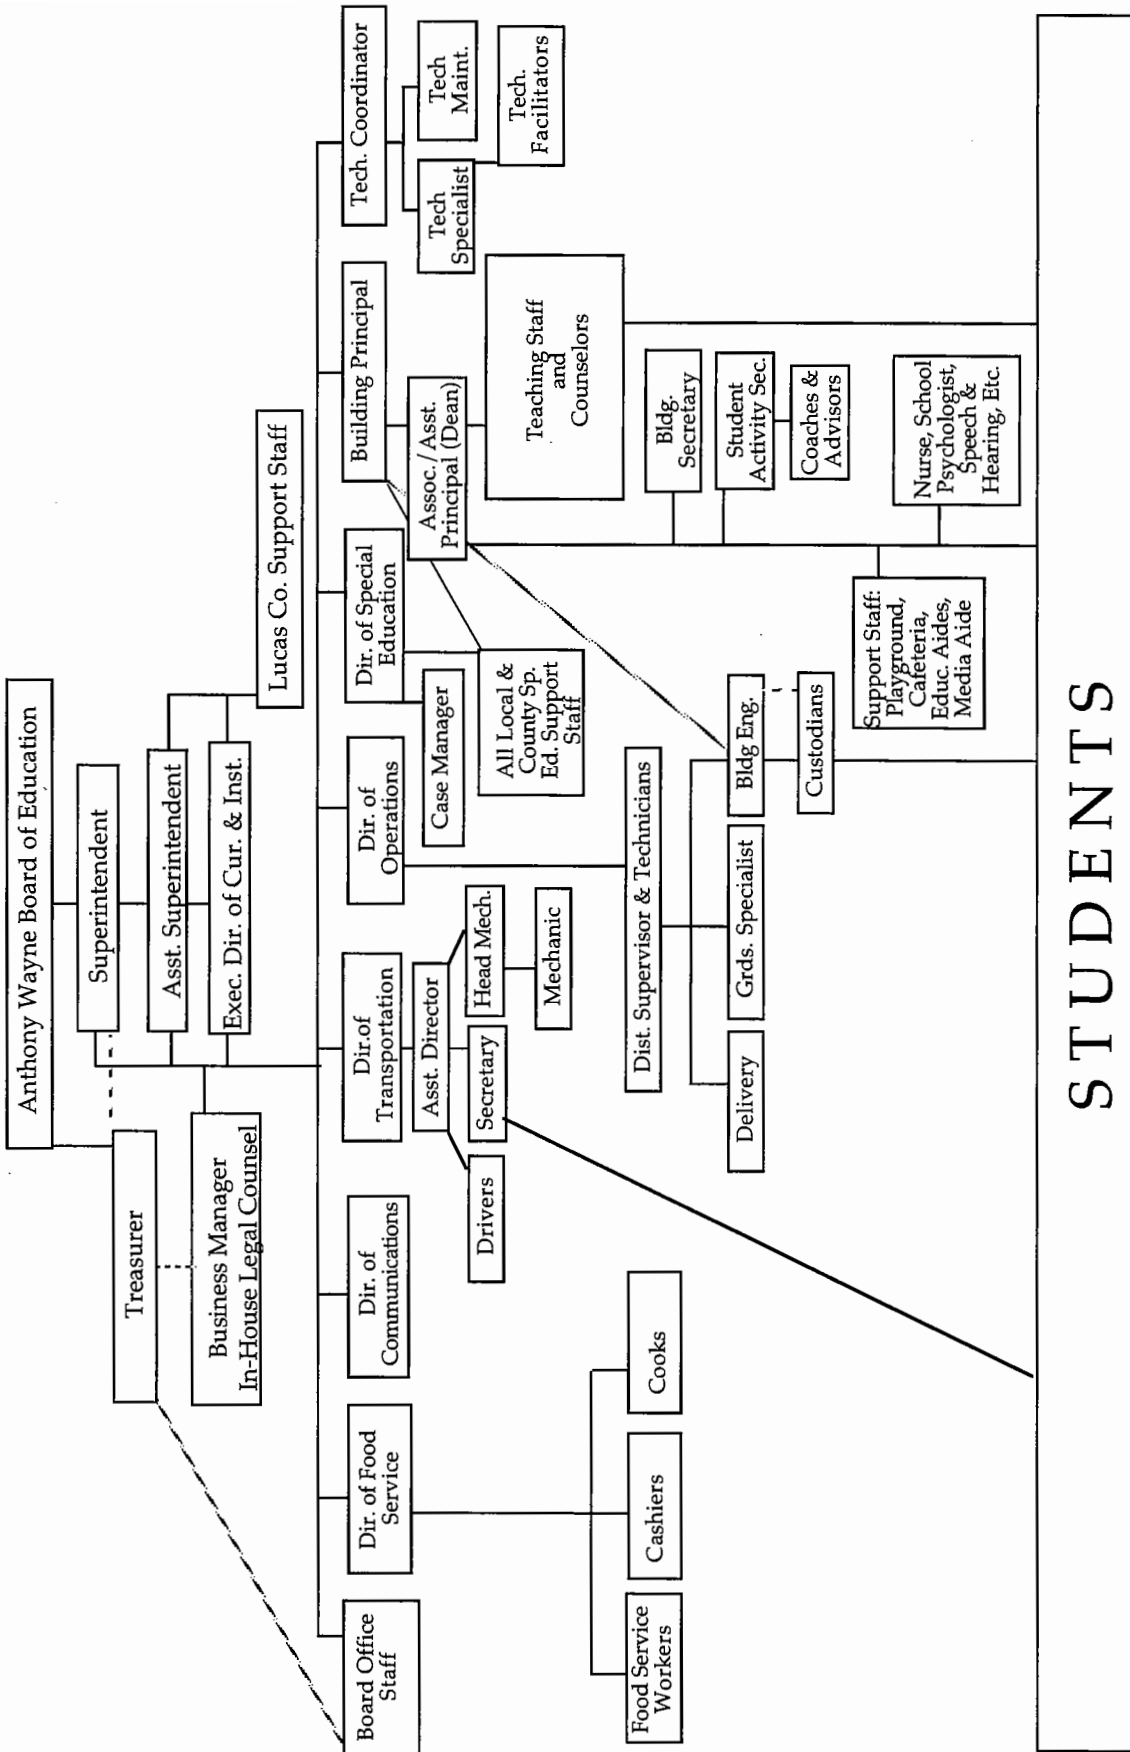 Anthony Wayne Board of Education
Superintendent
Treasurer
Asst. Superintendent
Business Manager
In-House Legal Counsel
Exec. Dir. of Cur. & Inst.
Lucas Co. Support Staff
Board Office
Staff
Dir. of Food
Service
Dir. of
Communications
Dir.of
Transportation
Dir. of
Operations
Dir. of Special
Education
Building Principal
Tech. Coordinator
Asst. Director
Case Manager
Assoc./Asst.
Principal (Dean)
Tech
Specialist
Tech
Maint.
Drivers
Secretary
Head Mech.
All Local &
County Sp.
Ed. Support
Staff
Teaching Staff
and
Counselors
Tech.
Facilitators
Mechanic
Food Service
Workers
Cashiers
Cooks
Dist. Supervisor & Technicians
Bldg.
Secretary
Delivery
Grds. Specialist
Bldg Eng.
Student
Activity Sec.
Custodians
Coaches &
Advisors
Support Staff:
Playground,
Cafeteria,
Educ. Aides,
Media Aide
Nurse, School
Psychologist,
Speech &
Hearing, Etc.
STUDENTS